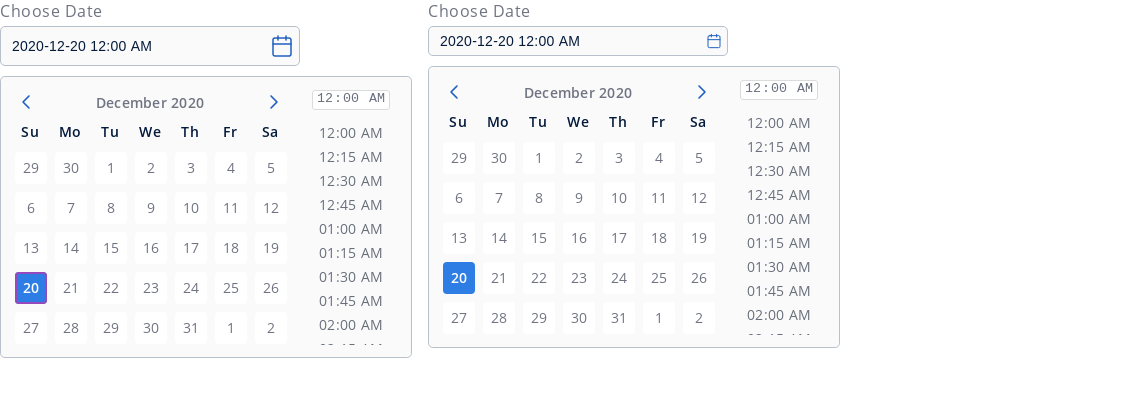 Choose Date
2020-12-20 12:00 AM
December 2020
12:00 AM
Su Mo Tu We Th Fr Sa
29 30 1 2 3 4 5
6 7 8 9 10 11 12
13 14 15 16 17 18 19
20 21 22 23 24 25 26
27 28 29 30 31 1 2
12:00 AM
12:15 AM
12:30 AM
12:45 AM
01:00 AM
01:15 AM
01:30 AM
01:45 AM
02:00 AM
Choose Date
2020-12-20 12:00 AM
December 2020
12:00 AM
Su Mo Tu We Th Fr Sa
29 30 1 2 3 4 5
6 7 8 9 10 11 12
13 14 15 16 17 18 19
20 21 22 23 24 25 26
27 28 29 30 31 1 2
12:00 AM
12:15 AM
12:30 AM
12:45 AM
01:00 AM
01:15 AM
01:30 AM
01:45 AM
02:00 AM